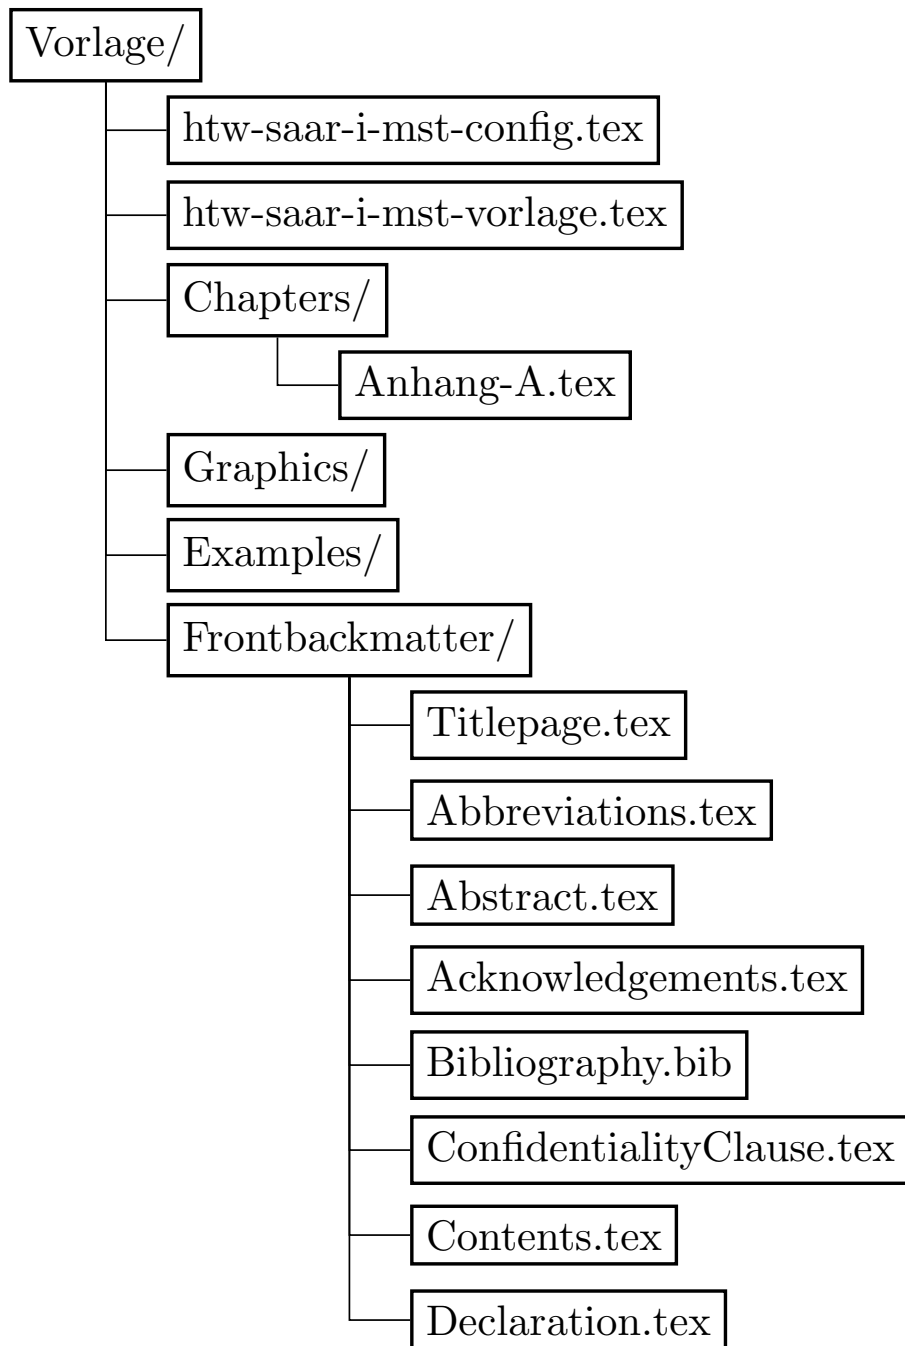 Vorlage/
htw-saar-i-mst-config.tex
htw-saar-i-mst-vorlage.tex
Chapters/
Anhang-A.tex
Graphics/
Examples/
Frontbackmatter/
Titlepage.tex
Abbreviations.tex
Abstract.tex
Acknowledgements.tex
Bibliography.bib
ConfidentialityClause.tex
Contents.tex
Declaration.tex